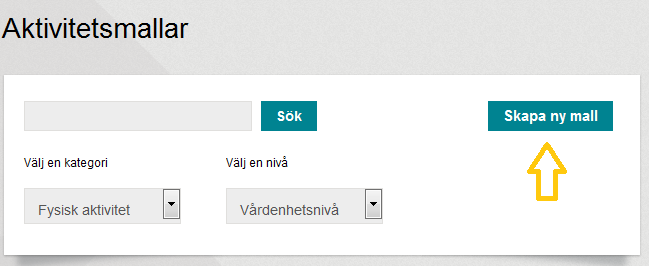 Aktivitetsmallar
Sök
Skapa ny mall
Välj en kategori
Välj en nivå
Fysisk aktivitet
Vårdenhetsnivå